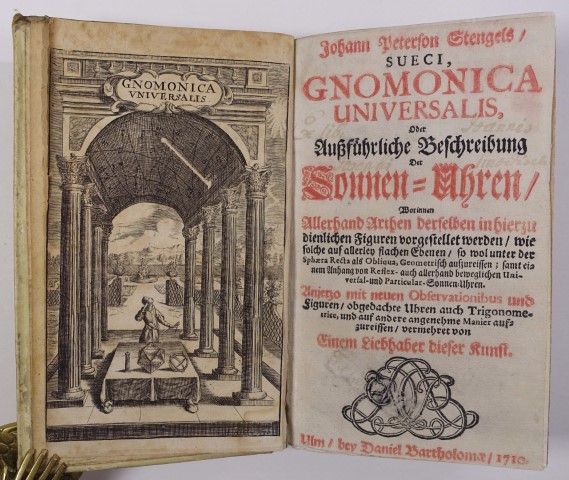 GNOMONICA
VNIVERSALIS
Johann Peterson Stengels/
SUECI,
GNOMONICA
UNIVERSALIS,
Oder
Außführliche Beschreibung
Der
Sonnen-Uhren/
Worinnen
Allerhand Arthen derselben in hierzu
dienlichen Figuren vorgestellet werden/ wie
solche auf allerley flachen Ebenen/ so wol unter der
Sphæra Recta als Obliqua, Geometrisch aufzureissen; samt ei-
nem Anhang von Reflex- auch allerhand beweglichen Uni-
versal- und Particular-Sonnen-Uhren.
Anjetzo mit neuen Observationibus und
Figuren/ obgedachte Uhren auch Trigonome-
tricè, und auf andere angenehme Manier auf-
zureissen/ vermehret von
Einem Liebhaber dieser Kunst.
Ulm/ bey Daniel Bartholomæ/ 1710.